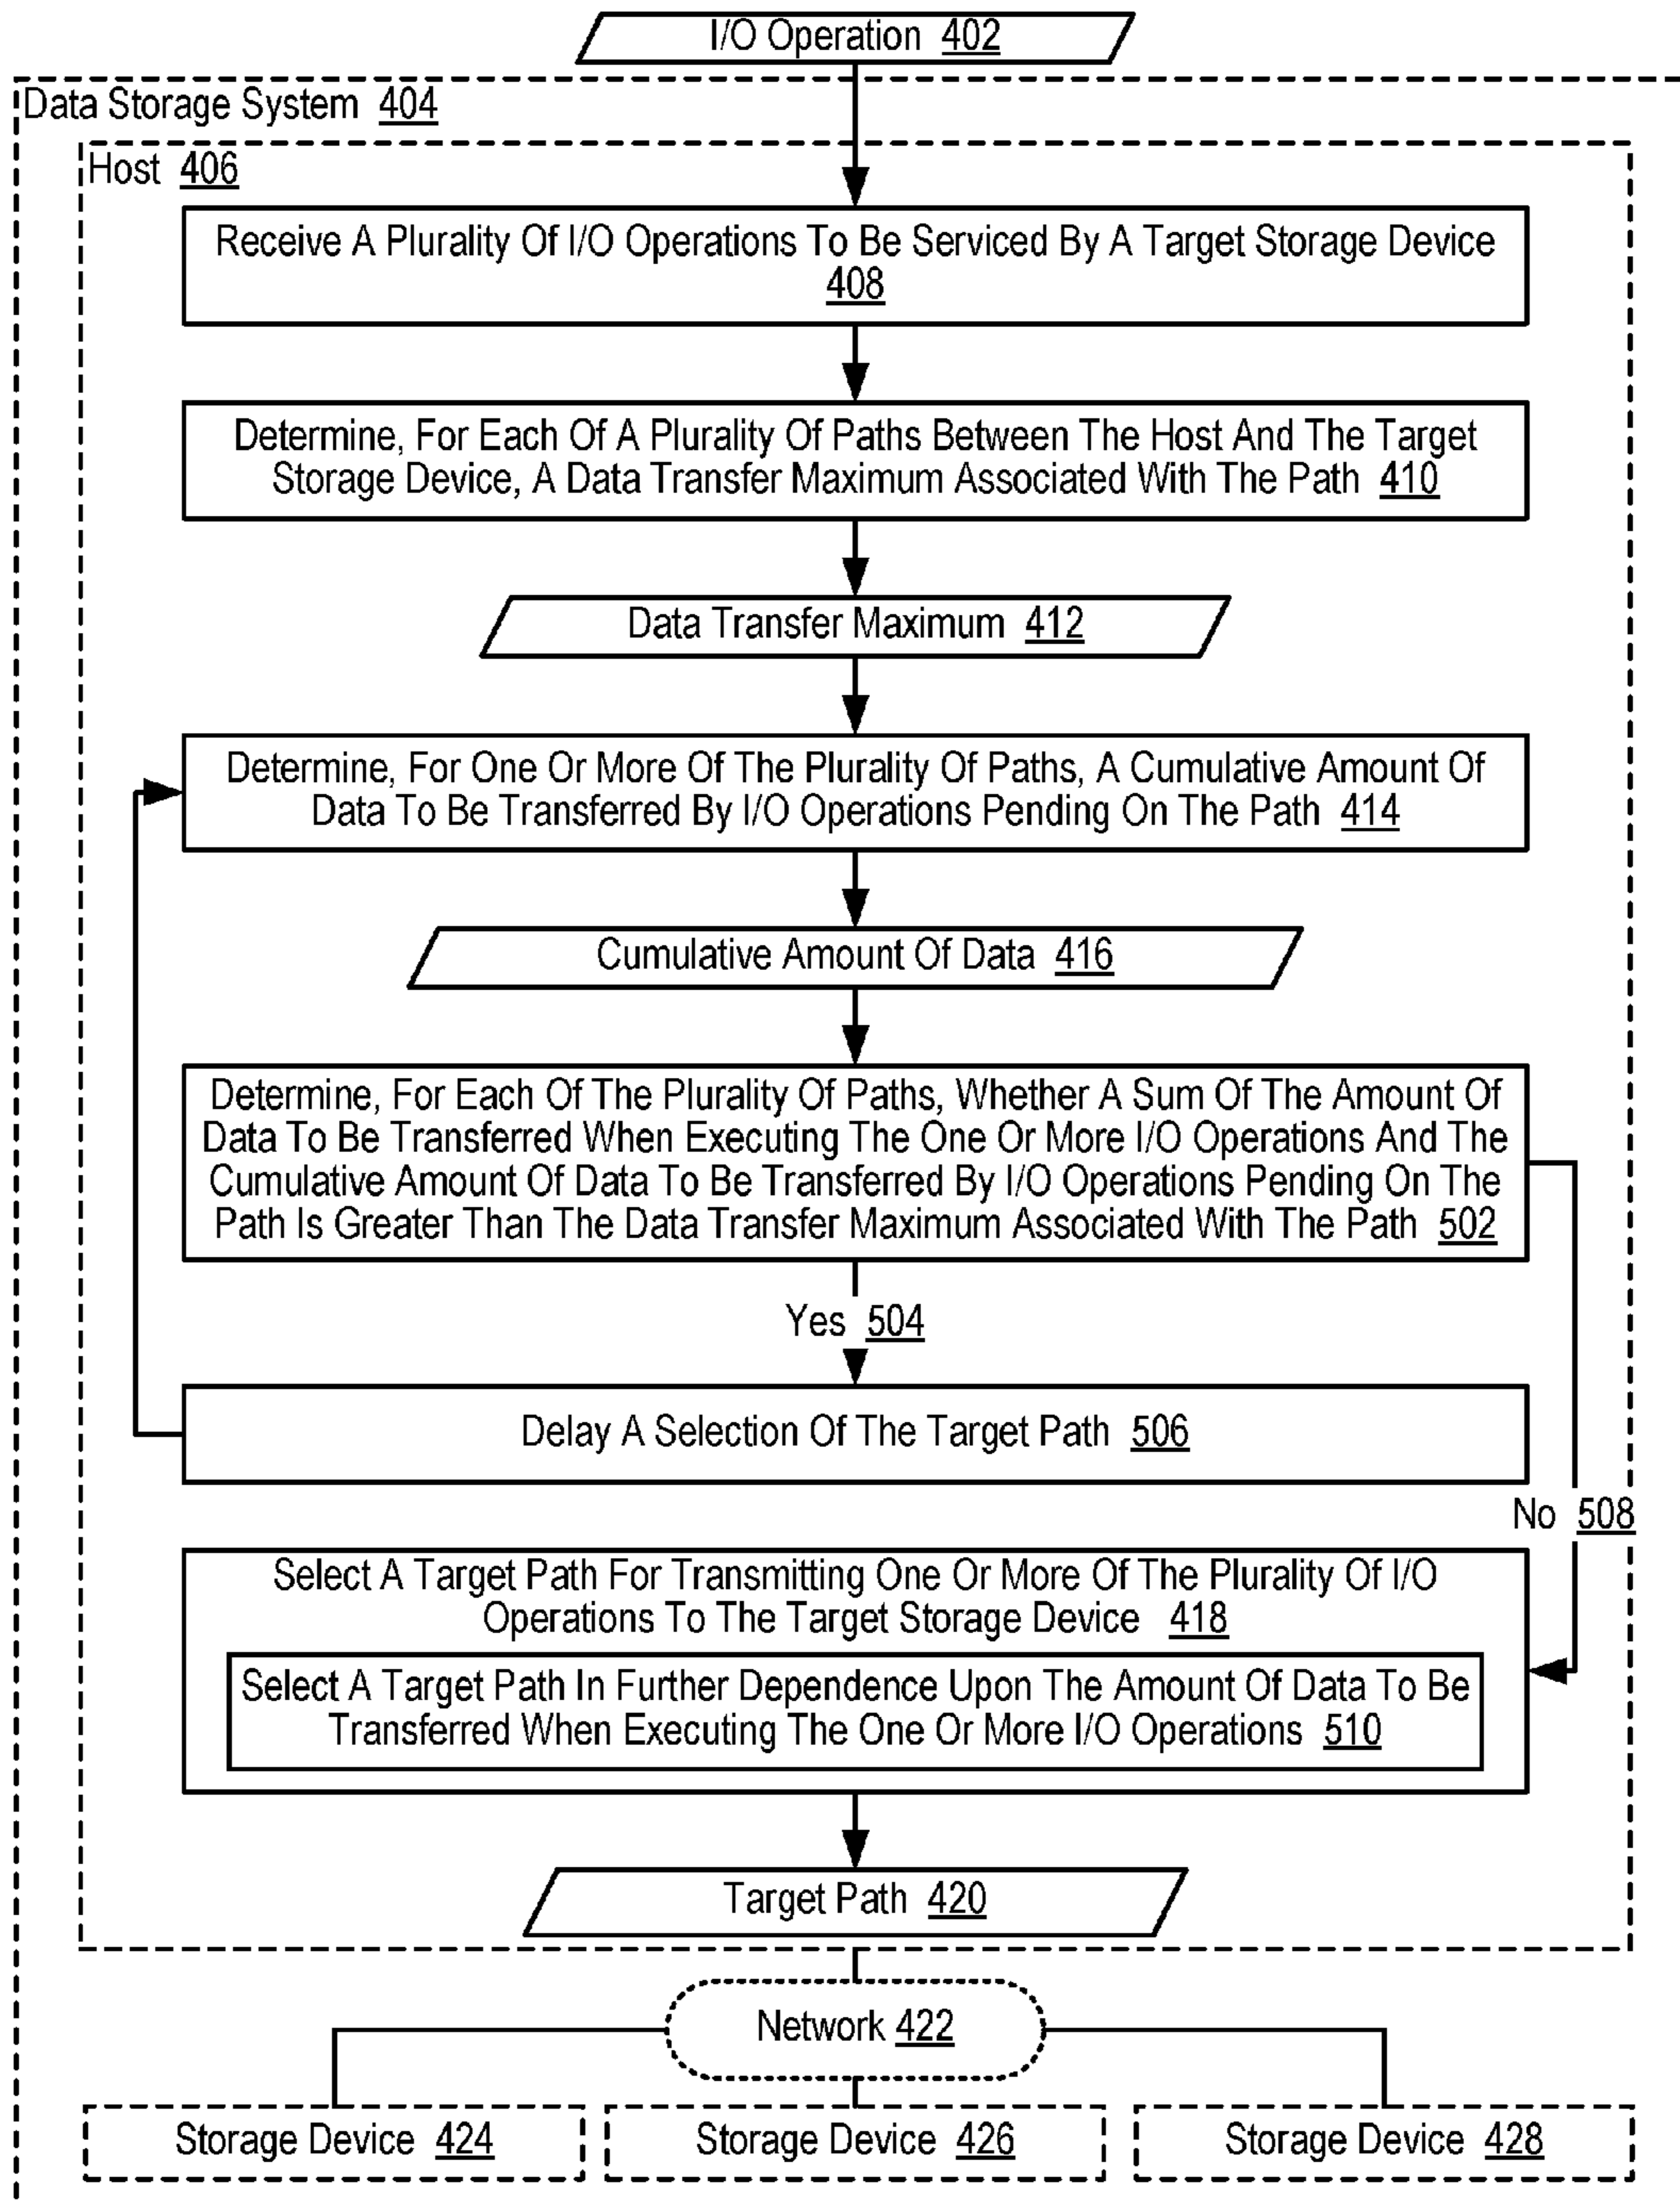 I/O Operation 402
Data Storage System 404
Host 406
Receive A Plurality Of I/O Operations To Be Serviced By A Target Storage Device
408
Determine, For Each Of A Plurality Of Paths Between The Host And The Target
Storage Device, A Data Transfer Maximum Associated With The Path 410
Data Transfer Maximum 412
Determine, For One Or More Of The Plurality Of Paths, A Cumulative Amount Of
Data To Be Transferred By I/O Operations Pending On The Path 414
Cumulative Amount Of Data 416
Determine, For Each Of The Plurality Of Paths, Whether A Sum Of The Amount Of
Data To Be Transferred When Executing The One Or More I/O Operations And The
Cumulative Amount Of Data To Be Transferred By I/O Operations Pending On The
Path Is Greater Than The Data Transfer Maximum Associated With The Path 502
Yes 504
Delay A Selection Of The Target Path 506
No 508
Select A Target Path For Transmitting One Or More Of The Plurality Of I/O
Operations To The Target Storage Device 418
Select A Target Path In Further Dependence Upon The Amount Of Data To Be
Transferred When Executing The One Or More I/O Operations 510
Target Path 420
Network 422
Storage Device 424
Storage Device 426
Storage Device 428